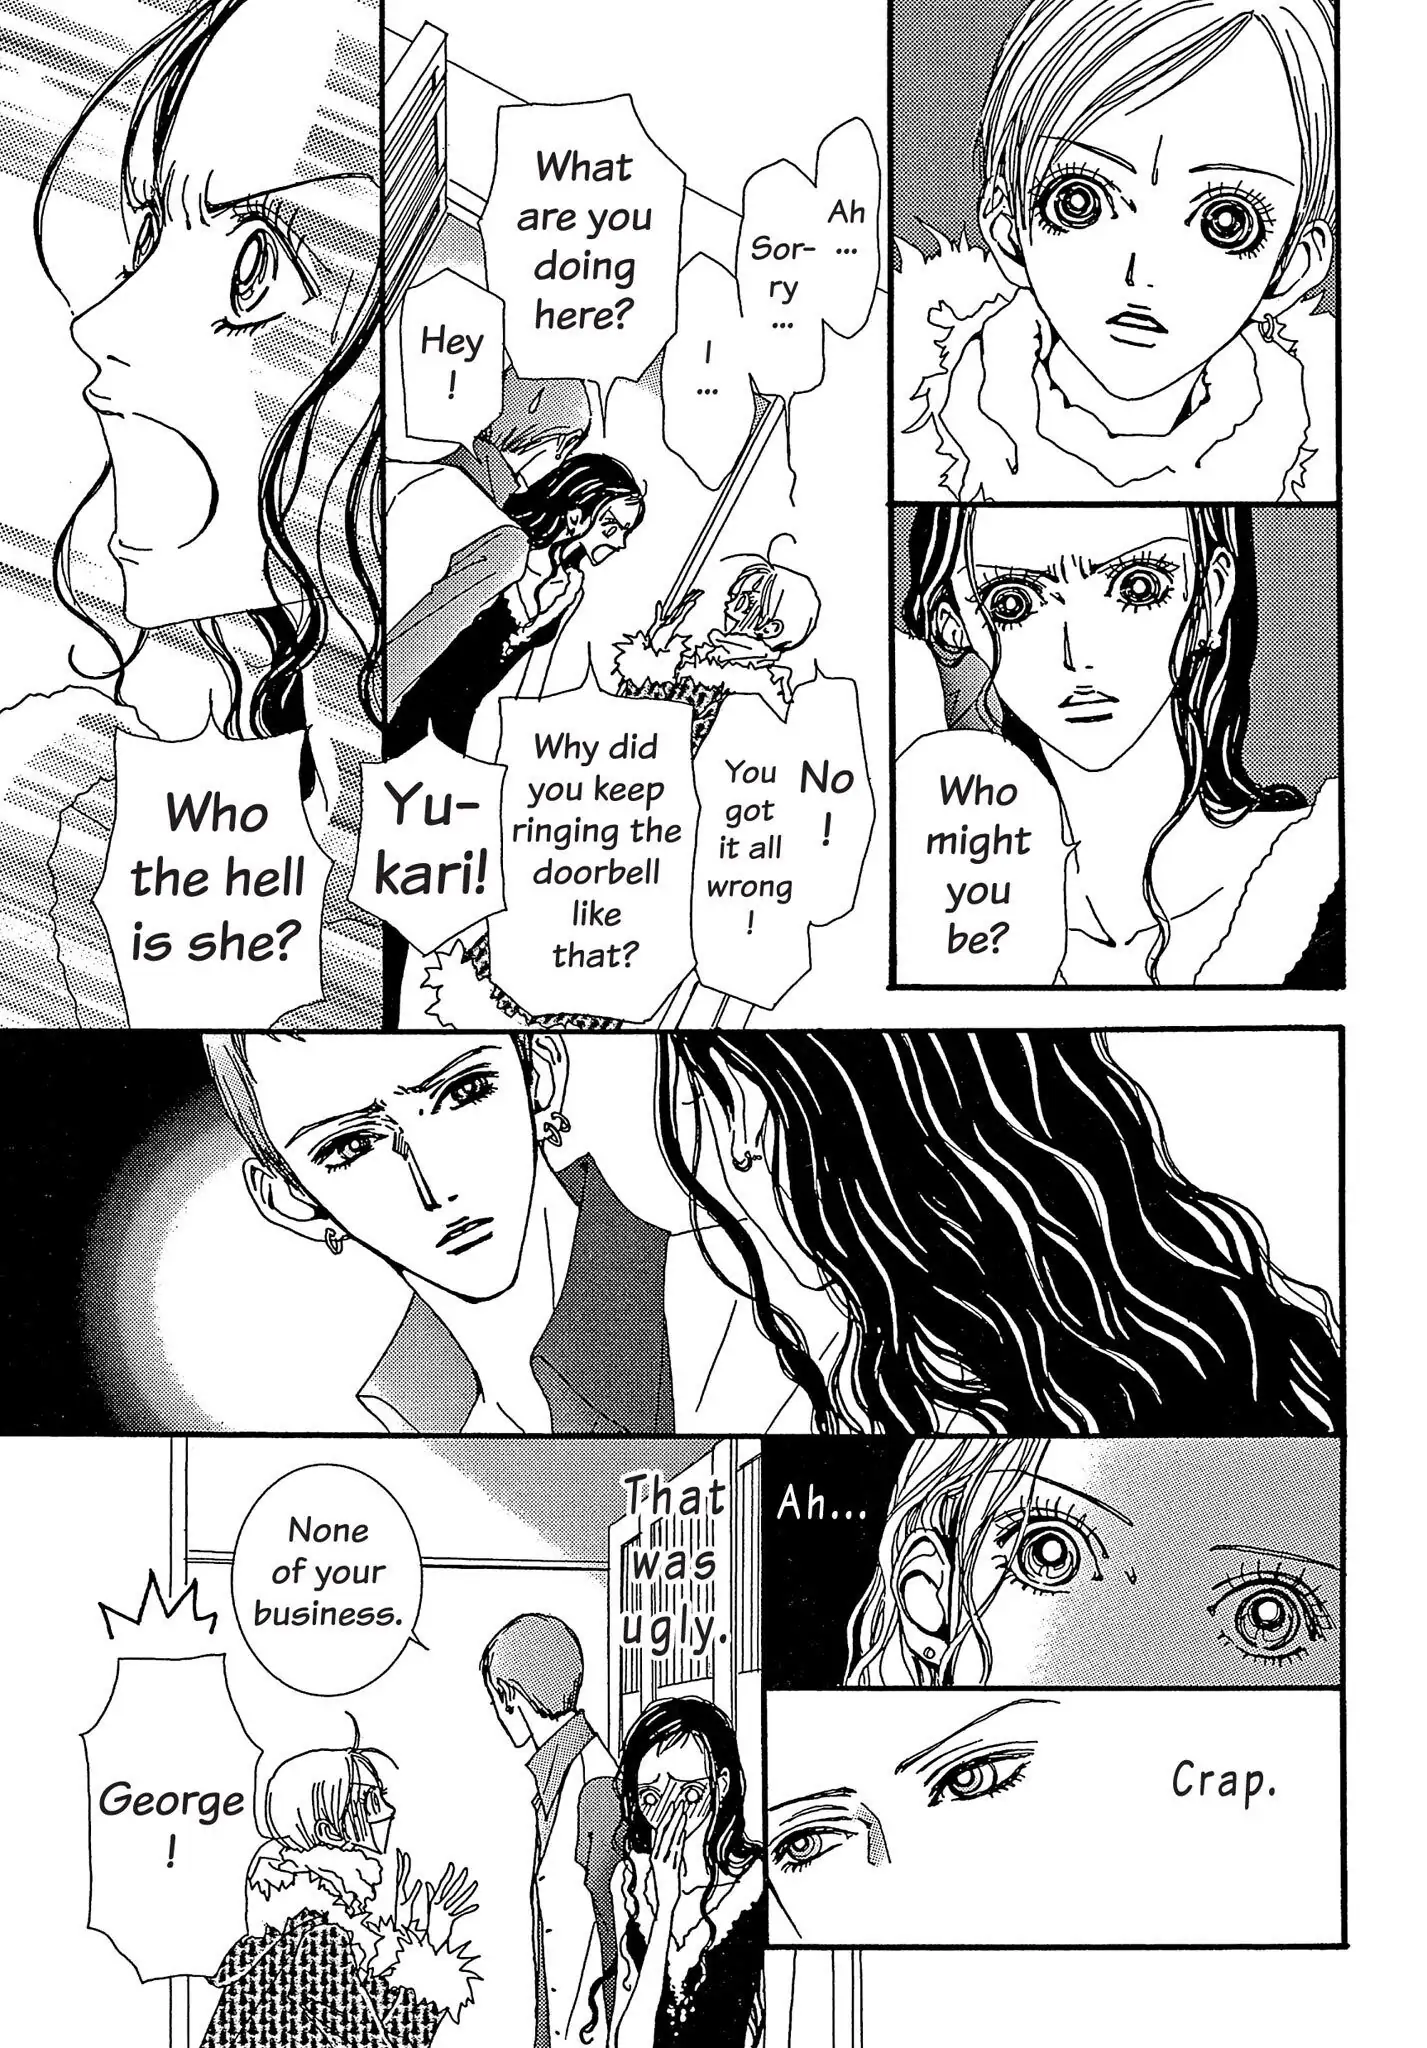 Who
might
you
be?
Ah
...
Sor-
ry
...
I
...
What
are you
doing
here?
Hey
!
No
!
You
got
it all
wrong
!
Why did
you keep
ringing the
doorbell
like
that?
Yu-
kari!
Who
the hell
is she?
Ah...
Crap.
That
was
ugly.
None
of your
business.
George
!